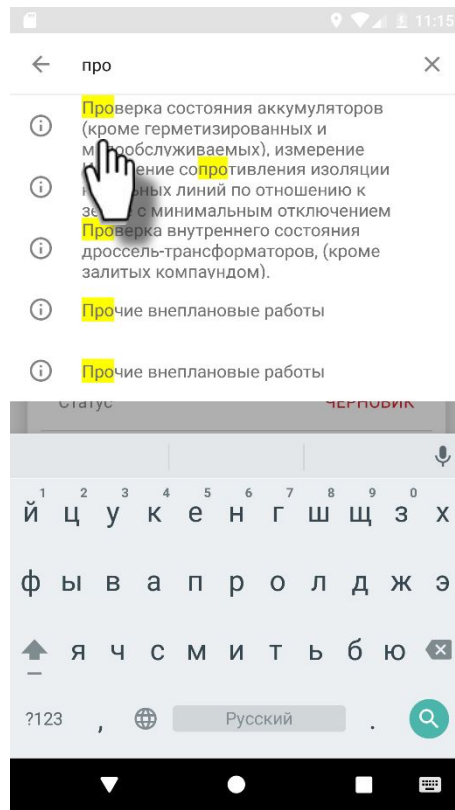 11:15
про
Проверка состояния аккумуляторов
(кроме герметизированных и
обслуживаемых), измерение
сопротивления изоляции
линий по отношению к
с минимальным отключением
Проверка внутреннего состояния
дроссель-трансформаторов, (кроме
залитых компаундом).
Прочие внеплановые работы
Прочие внеплановые работы
Статус ЧЕРНОВИК
1 2 3 4 5 6 7 8 9 0
й ц у к е н г ш щ з х
ф ы в а п р о л д ж э
я ч с м и т ь б ю
?123 , Русский .